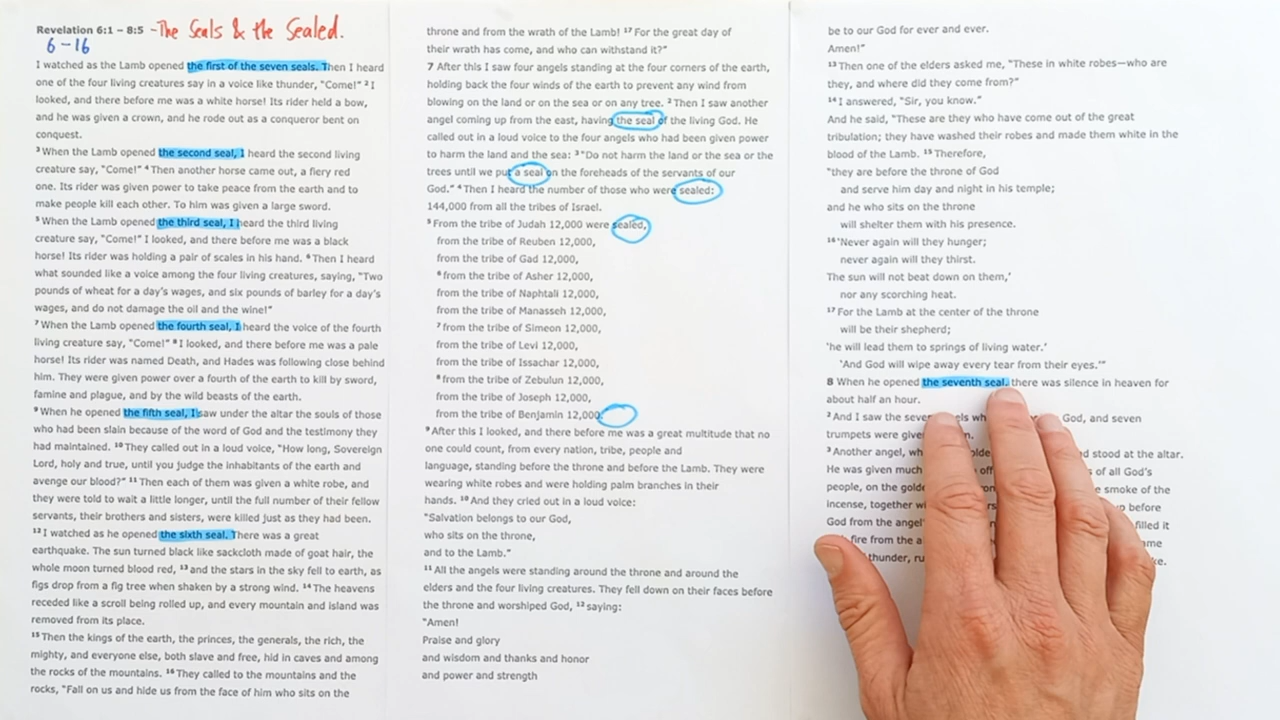 Revelation 6:1 – 8:5 - The Seals & the Sealed.
6-16
I watched as the Lamb opened the first of the seven seals. Then I heard
one of the four living creatures say in a voice like thunder, "Come!" ² I
looked, and there before me was a white horse! Its rider held a bow,
and he was given a crown, and he rode out as a conqueror bent on
conquest.
³ When the Lamb opened the second seal, I heard the second living
creature say, "Come!" ⁴ Then another horse came out, a fiery red
one. Its rider was given power to take peace from the earth and to
make people kill each other. To him was given a large sword.
⁵ When the Lamb opened the third seal, I heard the third living
creature say, "Come!" I looked, and there before me was a black
horse! Its rider was holding a pair of scales in his hand. ⁶ Then I heard
what sounded like a voice among the four living creatures, saying, "Two
pounds of wheat for a day's wages, and six pounds of barley for a day's
wages, and do not damage the oil and the wine!"
⁷ When the Lamb opened the fourth seal, I heard the voice of the fourth
living creature say, "Come!" ⁸ I looked, and there before me was a pale
horse! Its rider was named Death, and Hades was following close behind
him. They were given power over a fourth of the earth to kill by sword,
famine and plague, and by the wild beasts of the earth.
⁹ When he opened the fifth seal, I saw under the altar the souls of those
who had been slain because of the word of God and the testimony they
had maintained. ¹⁰ They called out in a loud voice, "How long, Sovereign
Lord, holy and true, until you judge the inhabitants of the earth and
avenge our blood?" ¹¹ Then each of them was given a white robe, and
they were told to wait a little longer, until the full number of their fellow
servants, their brothers and sisters, were killed just as they had been.
¹² I watched as he opened the sixth seal. There was a great
earthquake. The sun turned black like sackcloth made of goat hair, the
whole moon turned blood red, ¹³ and the stars in the sky fell to earth, as
figs drop from a fig tree when shaken by a strong wind. ¹⁴ The heavens
receded like a scroll being rolled up, and every mountain and island was
removed from its place.
¹⁵ Then the kings of the earth, the princes, the generals, the rich, the
mighty, and everyone else, both slave and free, hid in caves and among
the rocks of the mountains. ¹⁶ They called to the mountains and the
rocks, "Fall on us and hide us from the face of him who sits on the
throne and from the wrath of the Lamb! ¹⁷ For the great day of
their wrath has come, and who can withstand it?"
7 After this I saw four angels standing at the four corners of the earth,
holding back the four winds of the earth to prevent any wind from
blowing on the land or on the sea or on any tree. ² Then I saw another
angel coming up from the east, having the seal of the living God. He
called out in a loud voice to the four angels who had been given power
to harm the land and the sea: ³ "Do not harm the land or the sea or the
trees until we put a seal on the foreheads of the servants of our
God." ⁴ Then I heard the number of those who were sealed:
144,000 from all the tribes of Israel.
⁵ From the tribe of Judah 12,000 were sealed,
from the tribe of Reuben 12,000,
from the tribe of Gad 12,000,
⁶ from the tribe of Asher 12,000,
from the tribe of Naphtali 12,000,
from the tribe of Manasseh 12,000,
⁷ from the tribe of Simeon 12,000,
from the tribe of Levi 12,000,
from the tribe of Issachar 12,000,
⁸ from the tribe of Zebulun 12,000,
from the tribe of Joseph 12,000,
from the tribe of Benjamin 12,000.
⁹ After this I looked, and there before me was a great multitude that no
one could count, from every nation, tribe, people and
language, standing before the throne and before the Lamb. They were
wearing white robes and were holding palm branches in their
hands. ¹⁰ And they cried out in a loud voice:
"Salvation belongs to our God,
who sits on the throne,
and to the Lamb."
¹¹ All the angels were standing around the throne and around the
elders and the four living creatures. They fell down on their faces before
the throne and worshiped God, ¹² saying:
"Amen!
Praise and glory
and wisdom and thanks and honor
and power and strength
be to our God for ever and ever.
Amen!"
¹³ Then one of the elders asked me, "These in white robes—who are
they, and where did they come from?"
¹⁴ I answered, "Sir, you know."
And he said, "These are they who have come out of the great
tribulation; they have washed their robes and made them white in the
blood of the Lamb. ¹⁵ Therefore,
"they are before the throne of God
and serve him day and night in his temple;
and he who sits on the throne
will shelter them with his presence.
¹⁶ 'Never again will they hunger;
never again will they thirst.
The sun will not beat down on them,'
nor any scorching heat.
¹⁷ For the Lamb at the center of the throne
will be their shepherd;
'he will lead them to springs of living water.'
'And God will wipe away every tear from their eyes.'"
8 When he opened the seventh seal, there was silence in heaven for
about half an hour.
² And I saw the God, and seven
trumpets were
³ Another angel, stood at the altar.
He was given much of all God's
people, on the smoke of the
incense, together before
God from the filled it
fire from the
thunder,